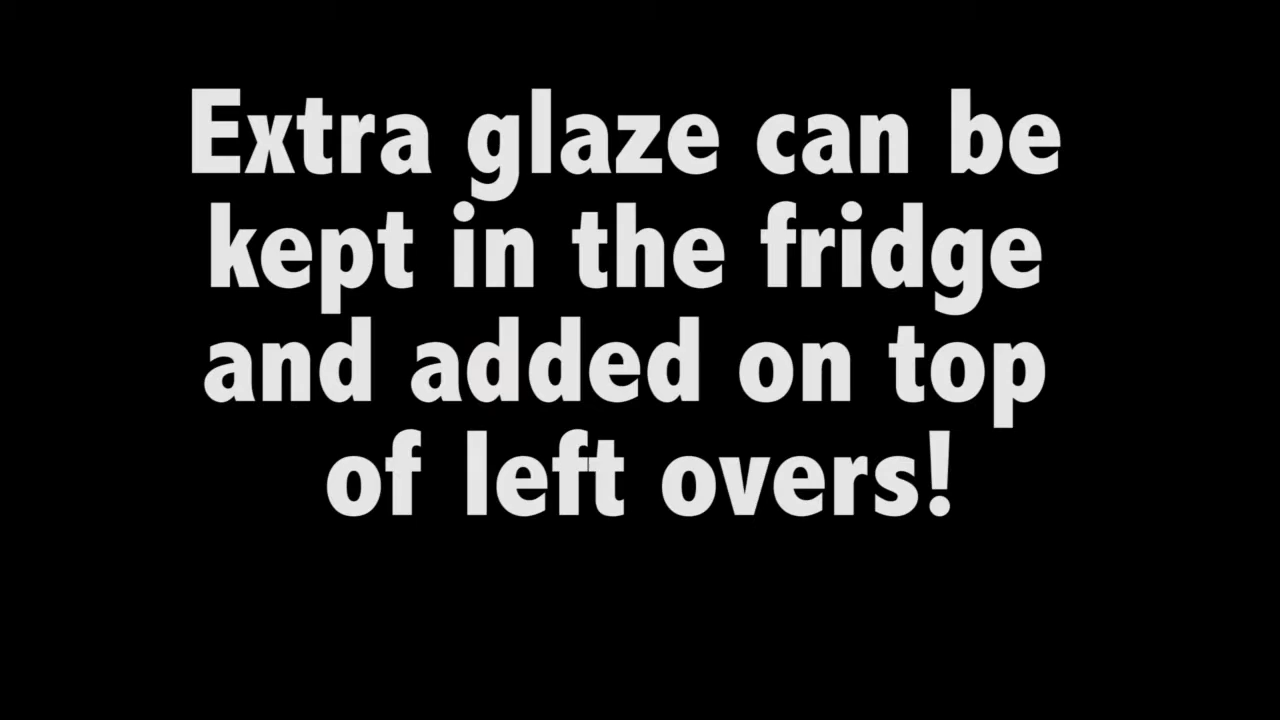 Extra glaze can be
kept in the fridge
and added on top
of left overs!